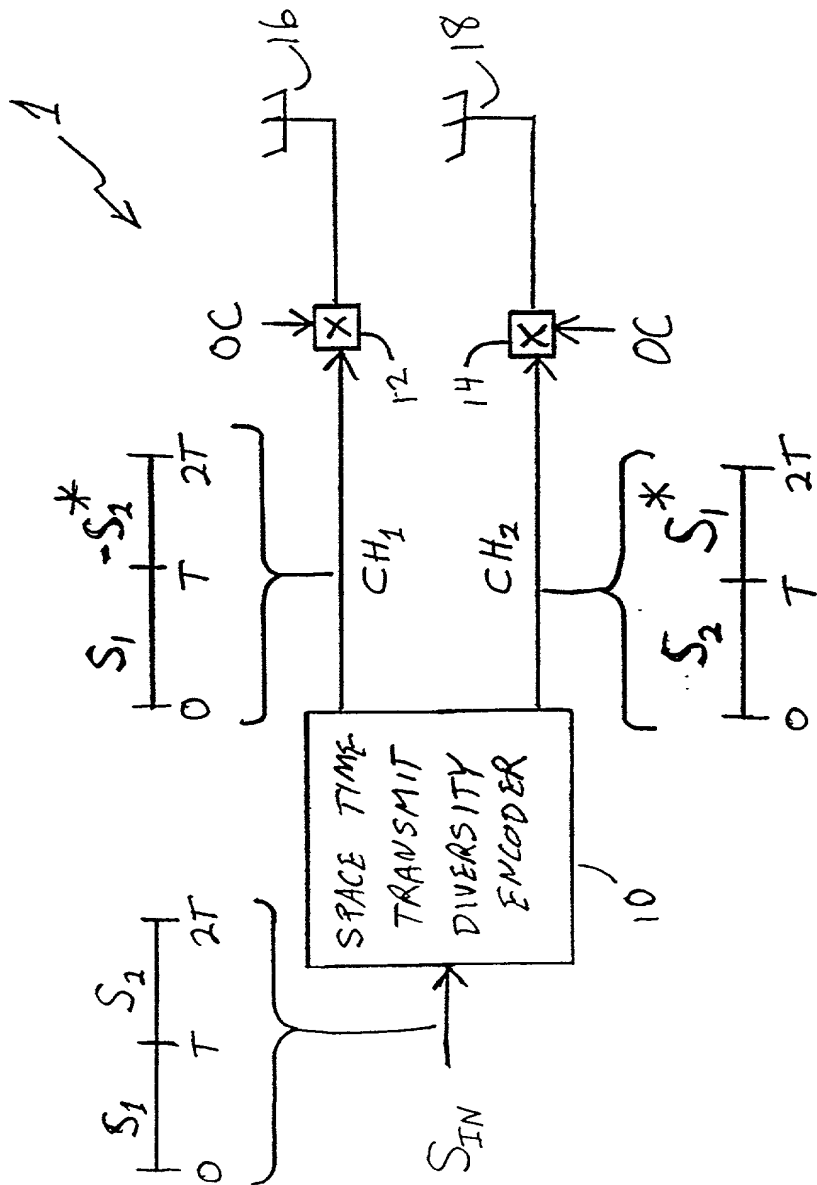 1
S1 S2
0 T 2T
SIN
SPACE TIME
TRANSMIT
DIVERSITY
ENCODER
10
S1 -S2*
0 T 2T
CH1
OC
12
16
CH2
14
OC
18
S2 S1*
0 T 2T